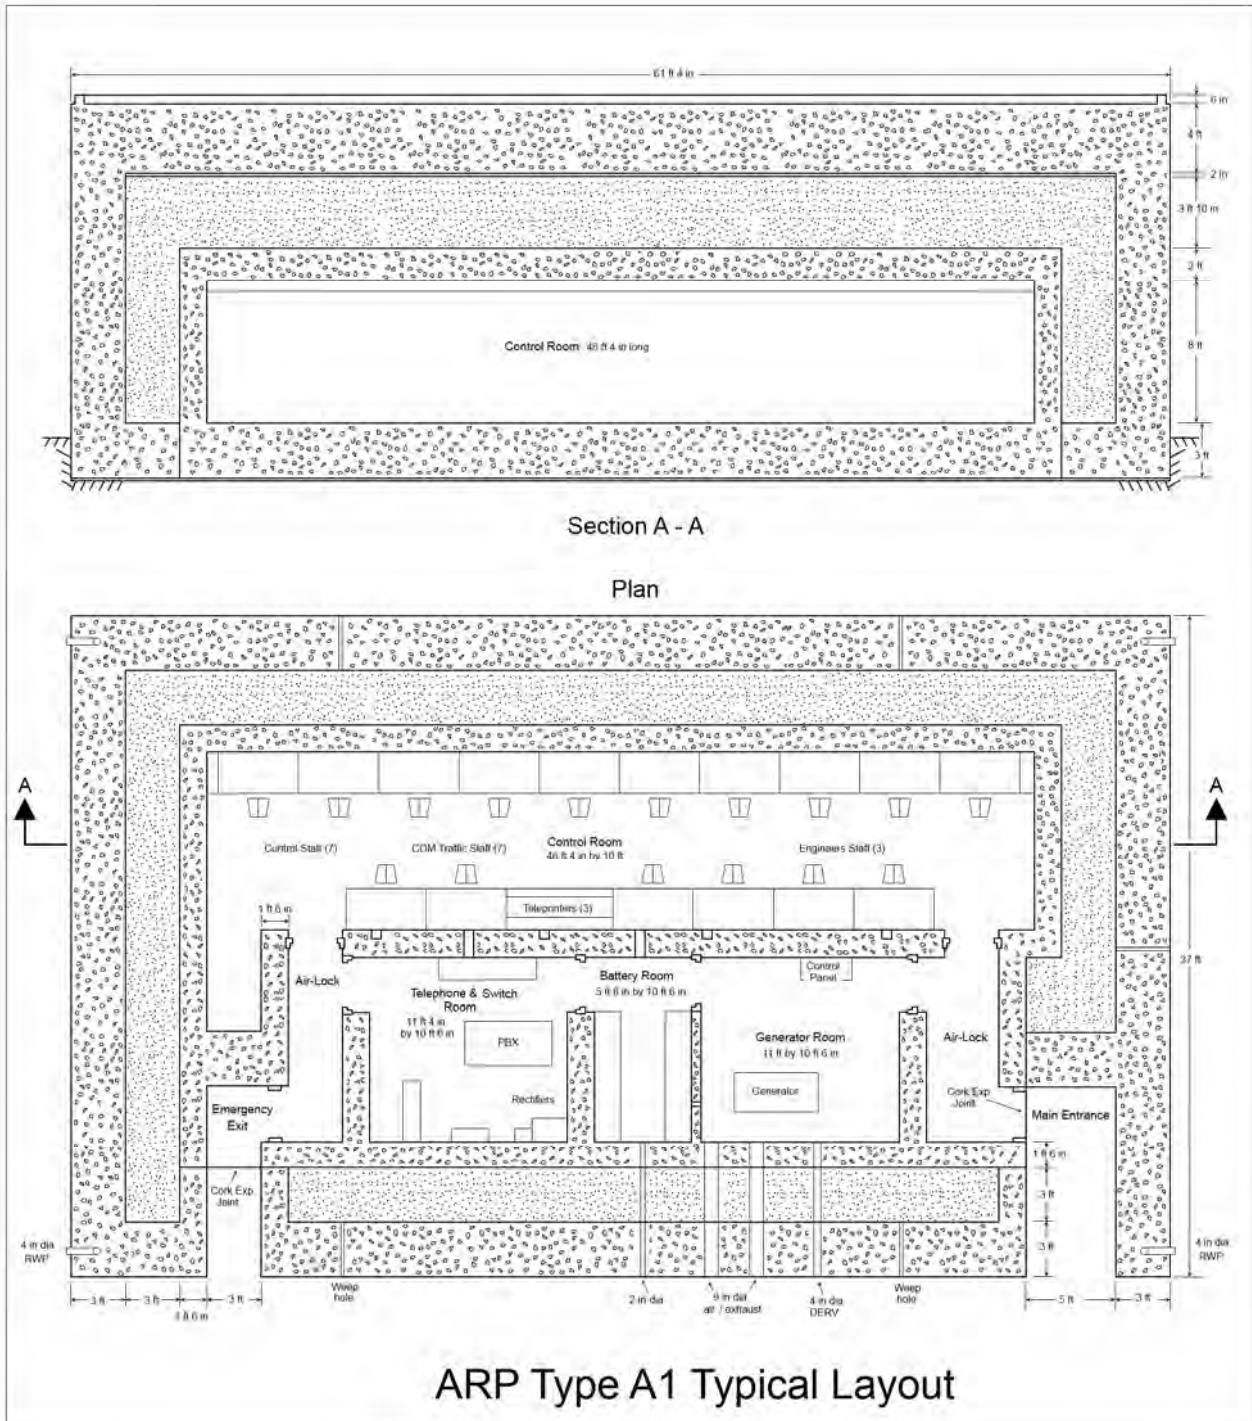 61 ft 4 in
6 in
4 ft
2 in
3 ft 10 in
2 ft
8 ft
3 ft
Control Room 46 ft 4 in long
Section A - A
Plan
A
A
Control Staff (7)
COM Traffic Staff (7)
Control Room
46 ft 4 in by 10 ft
Engineers Staff (3)
Teleprinters (3)
1 ft 6 in
Air-Lock
Telephone & Switch
Room
11 ft 4 in
by 10 ft 6 in
PBX
Rectifiers
Battery Room
5 ft 6 in by 10 ft 6 in
Control
Panel
Generator Room
11 ft by 10 ft 6 in
Generator
Air-Lock
37 ft
Cork Exp
Joint
Main Entrance
Emergency
Exit
Cork Exp
Joint
1 ft 6 in
3 ft
3 ft
4 in dia
RWP
4 in dia
RWP
3 ft
3 ft
1 ft 6 in
3 ft
Weep
hole
2 in dia
9 in dia
air / exhaust
4 in dia
DERV
Weep
hole
5 ft
3 ft
ARP Type A1 Typical Layout